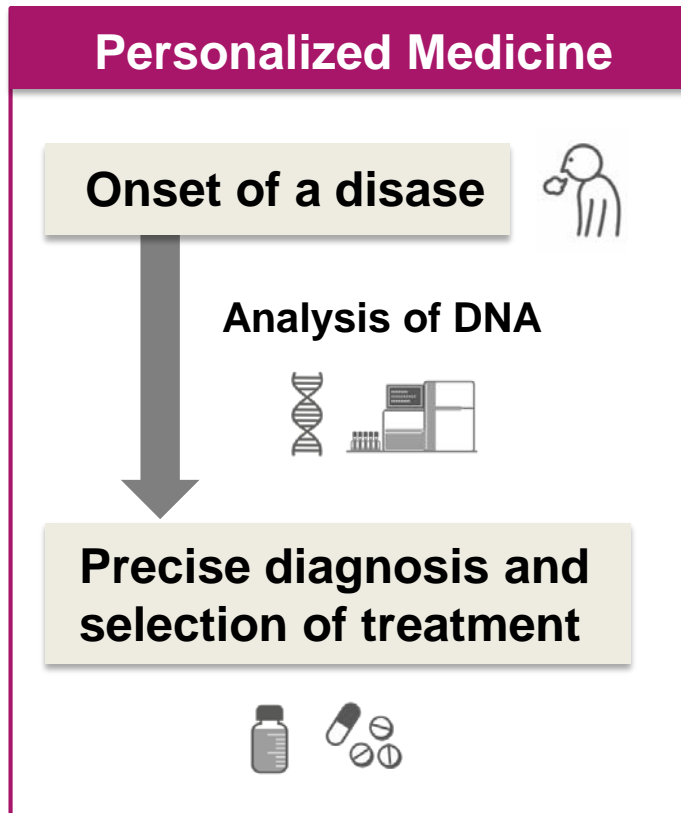 Personalized Medicine
Onset of a disase
Analysis of DNA
Precise diagnosis and
selection of treatment